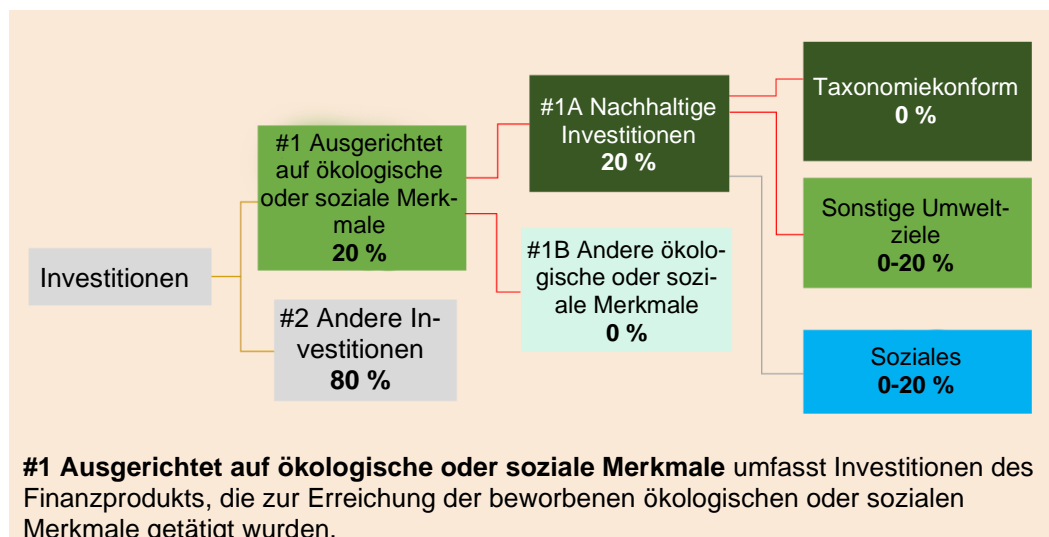 Investitionen
#1 Ausgerichtet
auf ökologische
oder soziale Merk-
male
20 %
#2 Andere In-
vestitionen
80 %
#1A Nachhaltige
Investitionen
20 %
#1B Andere ökolo-
gische oder sozi-
ale Merkmale
0 %
Taxonomiekonform
0 %
Sonstige Umwelt-
ziele
0-20 %
Soziales
0-20 %
#1 Ausgerichtet auf ökologische oder soziale Merkmale umfasst Investitionen des
Finanzprodukts, die zur Erreichung der beworbenen ökologischen oder sozialen
Merkmale getätigt wurden.